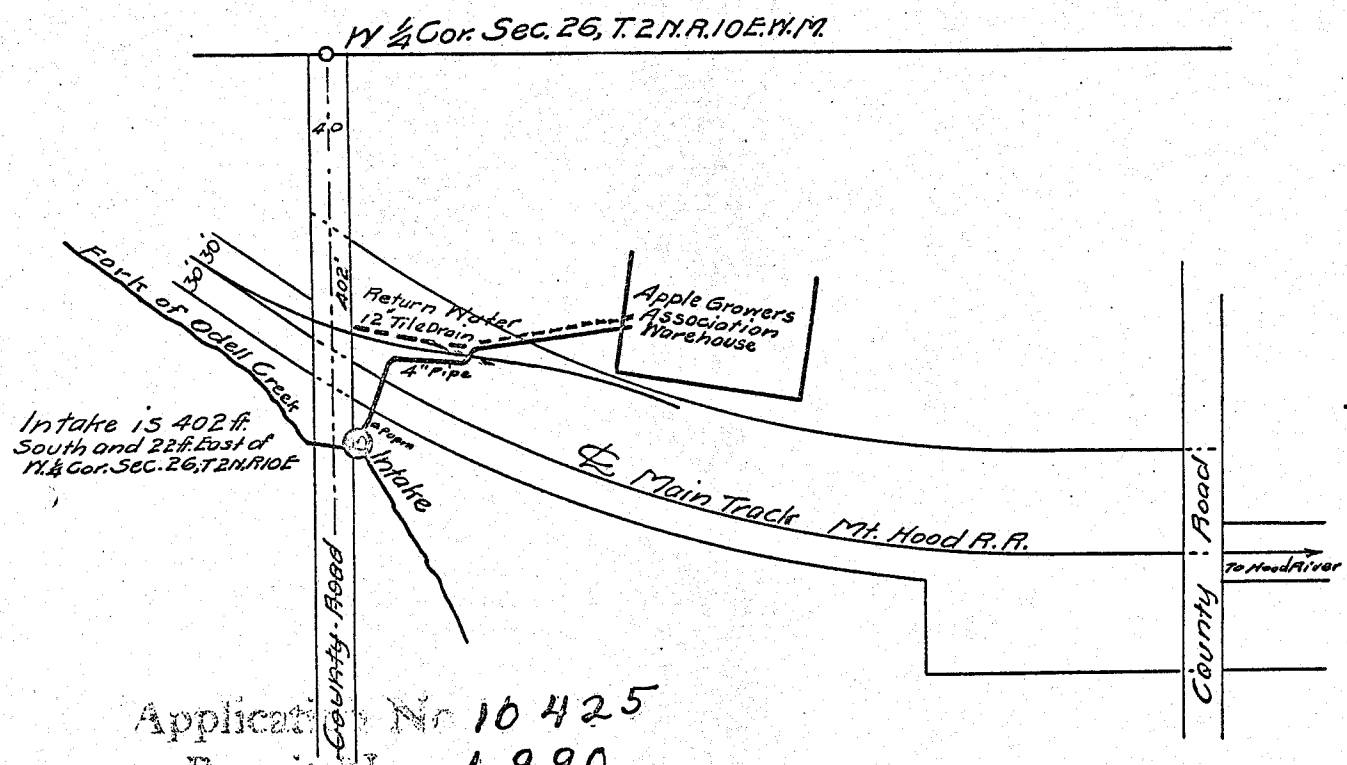 W 1/4 Cor. Sec. 26, T. 2 N. R. 10 E. W. M.
40
30'
30'
402'
Fork of Odell Creek
Return Water
12" Tile Drain
4" Pipe
Apple Growers
Association
Warehouse
Intake is 402 ft.
South and 22 ft. East of
W. 1/4 Cor. Sec. 26, T2N.R10E
Intake
℄ Main Track Mt. Hood R.R.
County Road
To Hood River
County Road
Application No 10425